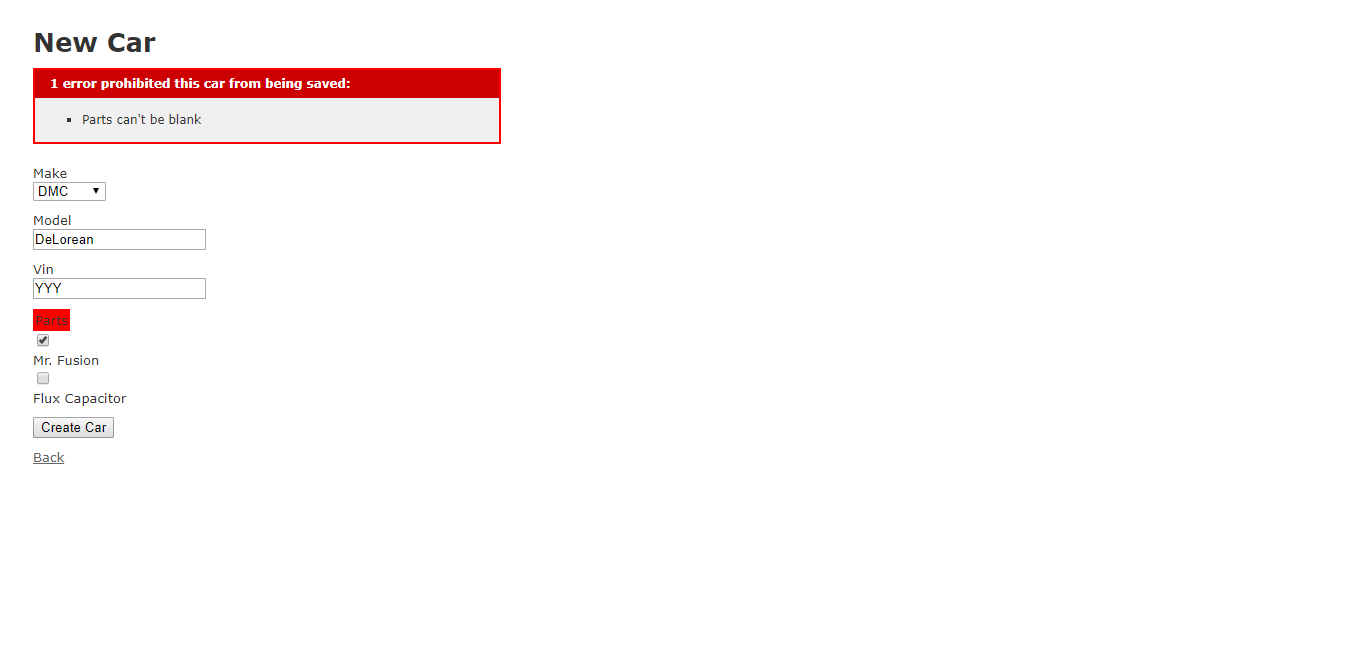 New Car
1 error prohibited this car from being saved:
Parts can't be blank
Make
DMC
Model
DeLorean
Vin
YYY
Parts
Mr. Fusion
Flux Capacitor
Create Car
Back